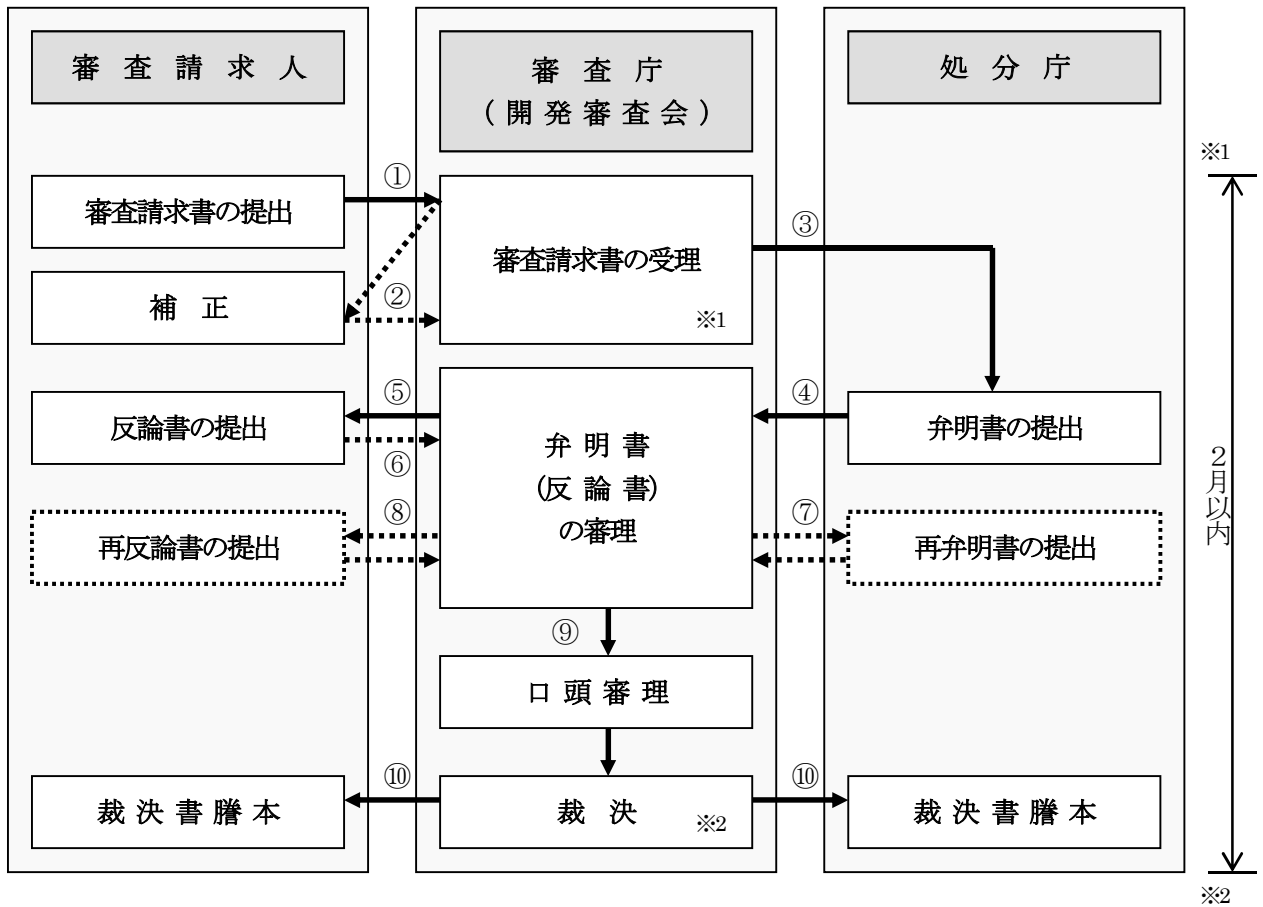 審査請求人
審査庁
(開発審査会)
処分庁
※1
①
審査請求書の提出
審査請求書の受理
※1
③
補正
②
⑤
反論書の提出
⑥
弁明書
(反論書)
の審理
④
弁明書の提出
2月以内
⑧
再反論書の提出
⑦
再弁明書の提出
⑨
口頭審理
⑩
裁決書謄本
裁決
※2
⑩
裁決書謄本
※2